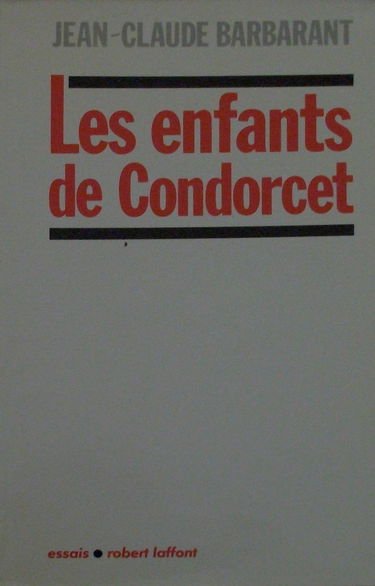 JEAN-CLAUDE BARBARANT
Les enfants
de Condorcet
essais ● robert laffont